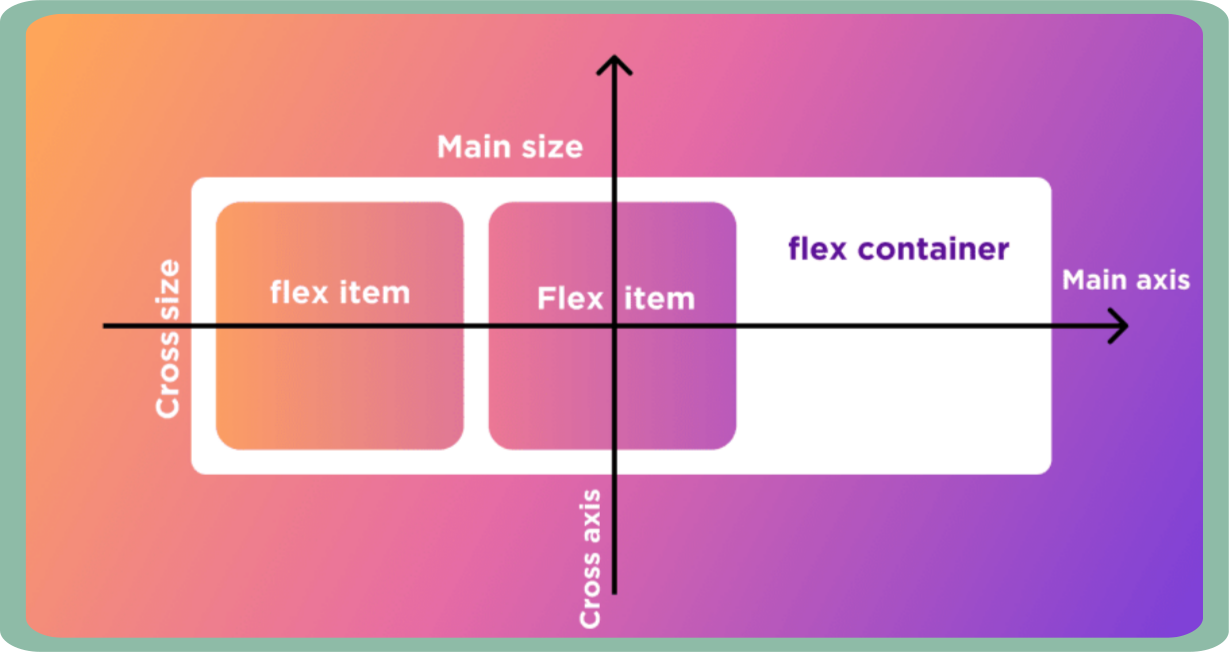 Main size
flex container
Main axis
Cross size
flex item
Flex item
Cross axis